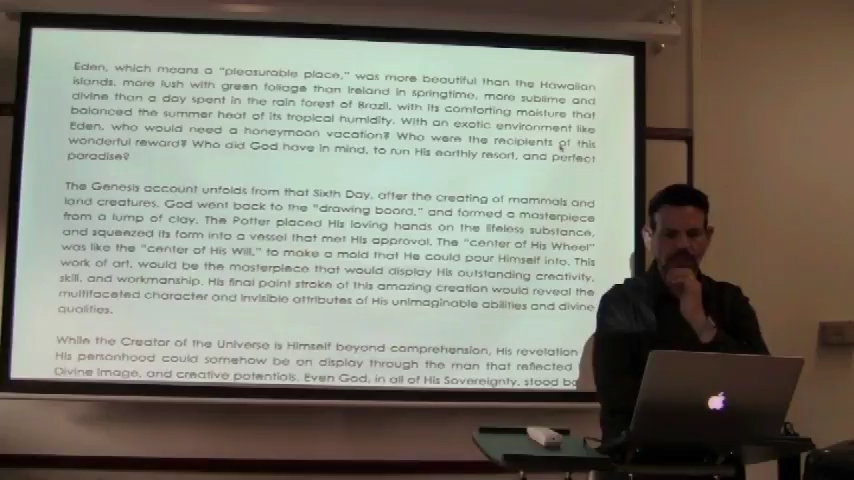 Eden, which means a "pleasurable place," was more beautiful than the Hawaiian
islands, more lush with green foliage than Ireland in springtime, more sublime and
divine than a day spent in the rain forest of Brazil, with its comforting moisture that
balanced the summer heat of its tropical humidity. With an exotic environment like
Eden, who would need a honeymoon vacation? Who were the recipients of this
wonderful reward? Who did God have in mind, to run His earthly resort, and perfect
paradise?
The Genesis account unfolds from that Sixth Day, after the creating of mammals and
land creatures, God went back to the "drawing board," and formed a masterpiece
from a lump of clay. The Potter placed His loving hands on the lifeless substance,
and squeezed its form into a vessel that met His approval. The "center of His Wheel"
was like the "center of His Will," to make a mold that He could pour Himself into. This
work of art, would be the masterpiece that would display His outstanding creativity,
skill, and workmanship. His final paint stroke of this amazing creation would reveal the
multifaceted character and invisible attributes of His unimaginable abilities and divine
qualities.
While the Creator of the Universe is Himself beyond comprehension, His revelation
His personhood could somehow be on display through the man that reflected
Divine Image, and creative potentials. Even God, in all of His Sovereignty, stood